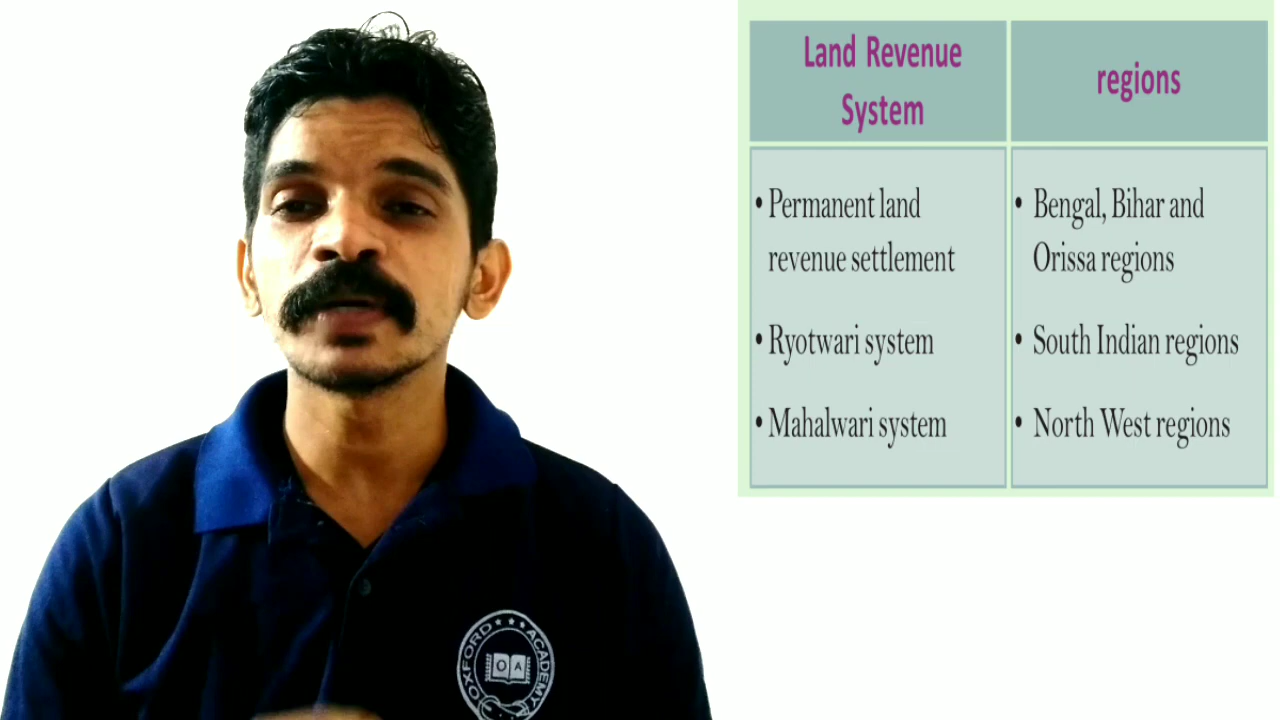 Land Revenue
System
regions
• Permanent land
revenue settlement
• Bengal, Bihar and
Orissa regions
• Ryotwari system
• South Indian regions
• Mahalwari system
• North West regions
OXFORD ★★★ ACADEMY
O A